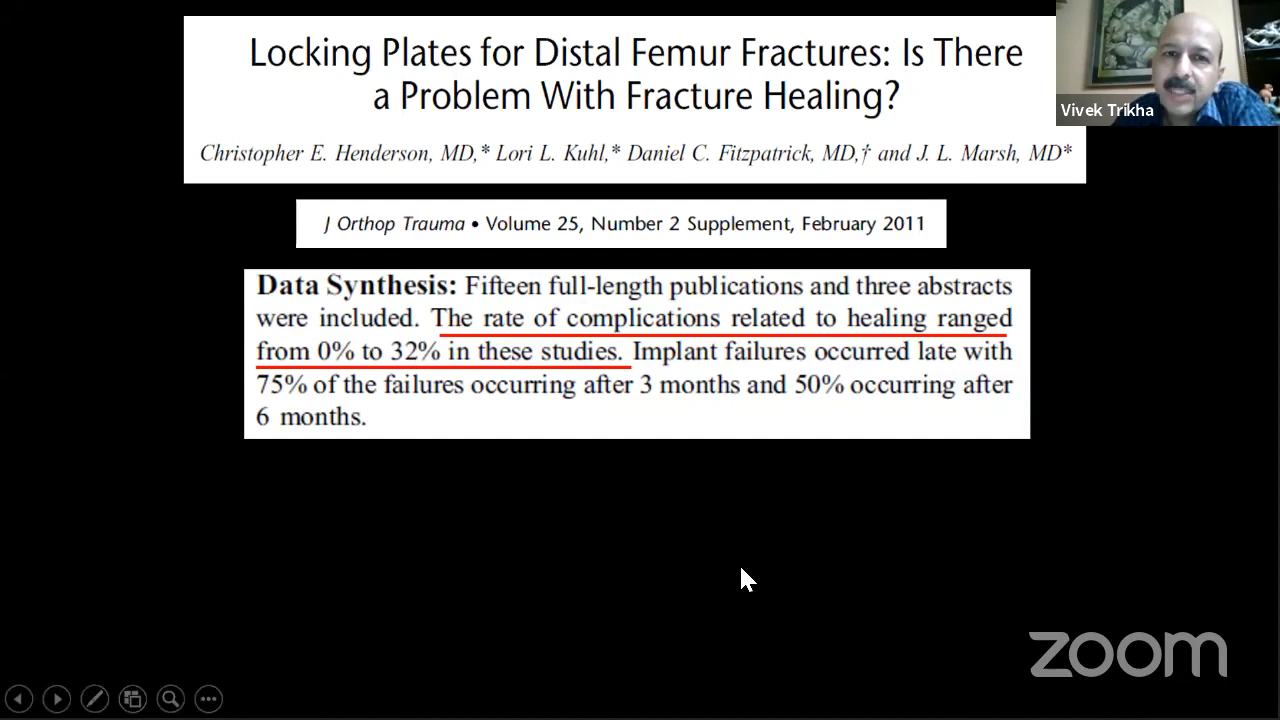 Locking Plates for Distal Femur Fractures: Is There
a Problem With Fracture Healing?
Vivek Trikha
Christopher E. Henderson, MD,* Lori L. Kuhl,* Daniel C. Fitzpatrick, MD,† and J. L. Marsh, MD*
J Orthop Trauma • Volume 25, Number 2 Supplement, February 2011
Data Synthesis: Fifteen full-length publications and three abstracts
were included. The rate of complications related to healing ranged
from 0% to 32% in these studies. Implant failures occurred late with
75% of the failures occurring after 3 months and 50% occurring after
6 months.
zoom